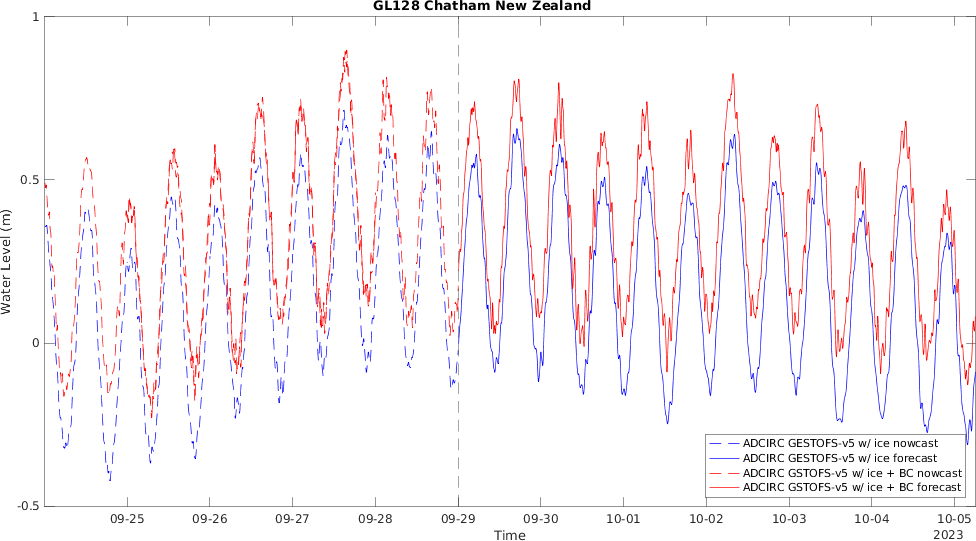 GL128 Chatham New Zealand
1
0.5
0
-0.5
Water Level (m)
ADCIRC GESTOFS-v5 w/ ice nowcast
ADCIRC GESTOFS-v5 w/ ice forecast
ADCIRC GSTOFS-v5 w/ ice + BC nowcast
ADCIRC GSTOFS-v5 w/ ice + BC forecast
09-25 09-26 09-27 09-28 09-29 09-30 10-01 10-02 10-03 10-04 10-05
2023
Time